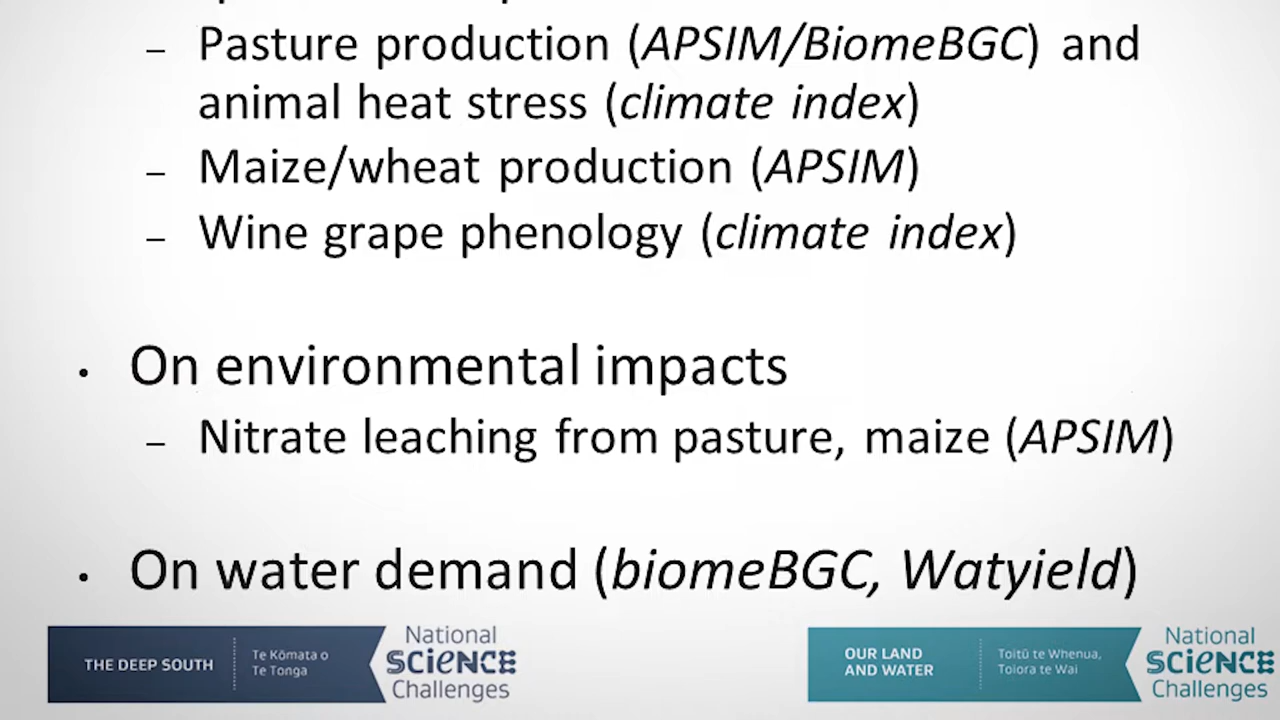 – Pasture production (APSIM/BiomeBGC) and
animal heat stress (climate index)
– Maize/wheat production (APSIM)
– Wine grape phenology (climate index)
• On environmental impacts
– Nitrate leaching from pasture, maize (APSIM)
• On water demand (biomeBGC, Watyield)
THE DEEP SOUTH
Te Kōmata o
Te Tonga
National
SCIENCE
Challenges
OUR LAND
AND WATER
Toitū te Whenua,
Toiora te Wai
National
SCIENCE
Challenges